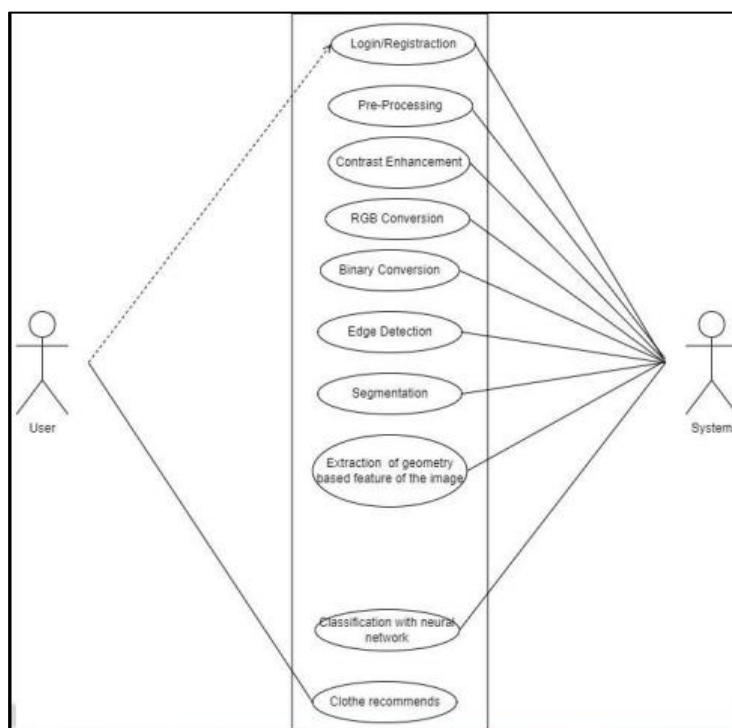 Login/Registraction
Pre-Processing
Contrast Enhancement
RGB Conversion
Binary Conversion
Edge Detection
Segmentation
User
System
Extraction of geometry
based feature of the image
Classification with neural
network
Clothe recommends